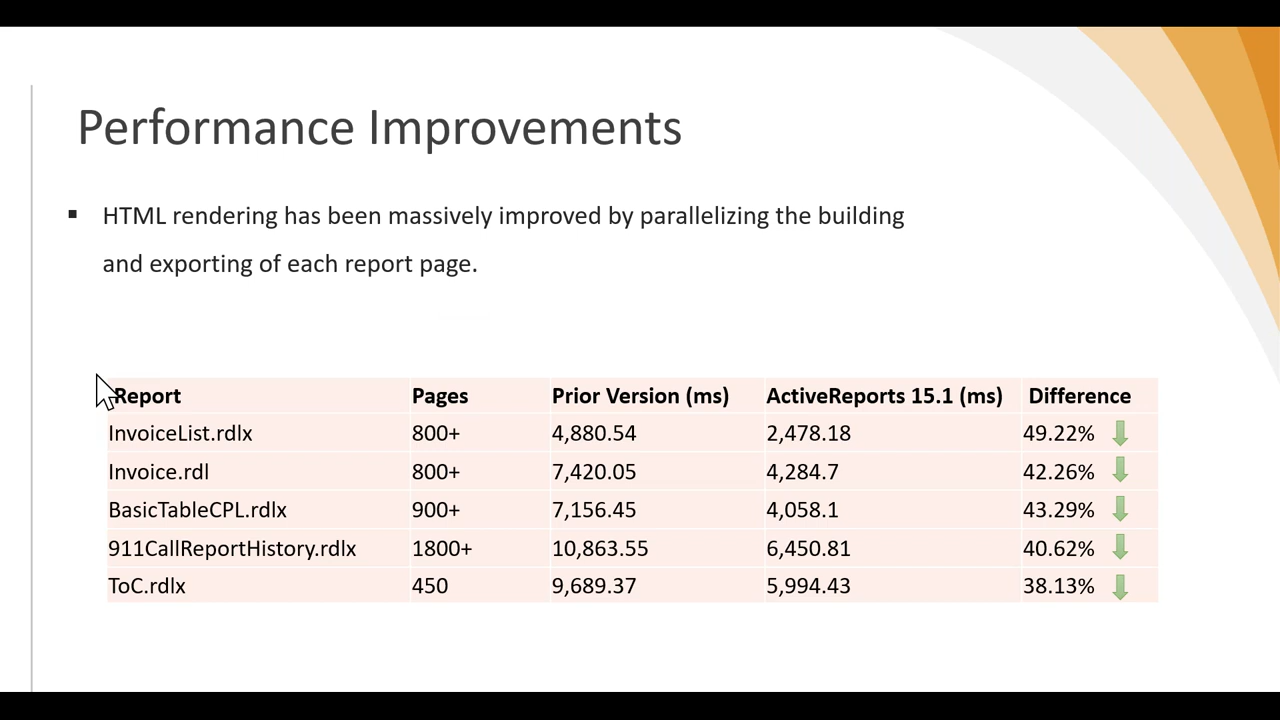 Performance Improvements
▪ HTML rendering has been massively improved by parallelizing the building
and exporting of each report page.
Report Pages Prior Version (ms) ActiveReports 15.1 (ms) Difference
InvoiceList.rdlx 800+ 4,880.54 2,478.18 49.22%
Invoice.rdl 800+ 7,420.05 4,284.7 42.26%
BasicTableCPL.rdlx 900+ 7,156.45 4,058.1 43.29%
911CallReportHistory.rdlx 1800+ 10,863.55 6,450.81 40.62%
ToC.rdlx 450 9,689.37 5,994.43 38.13%